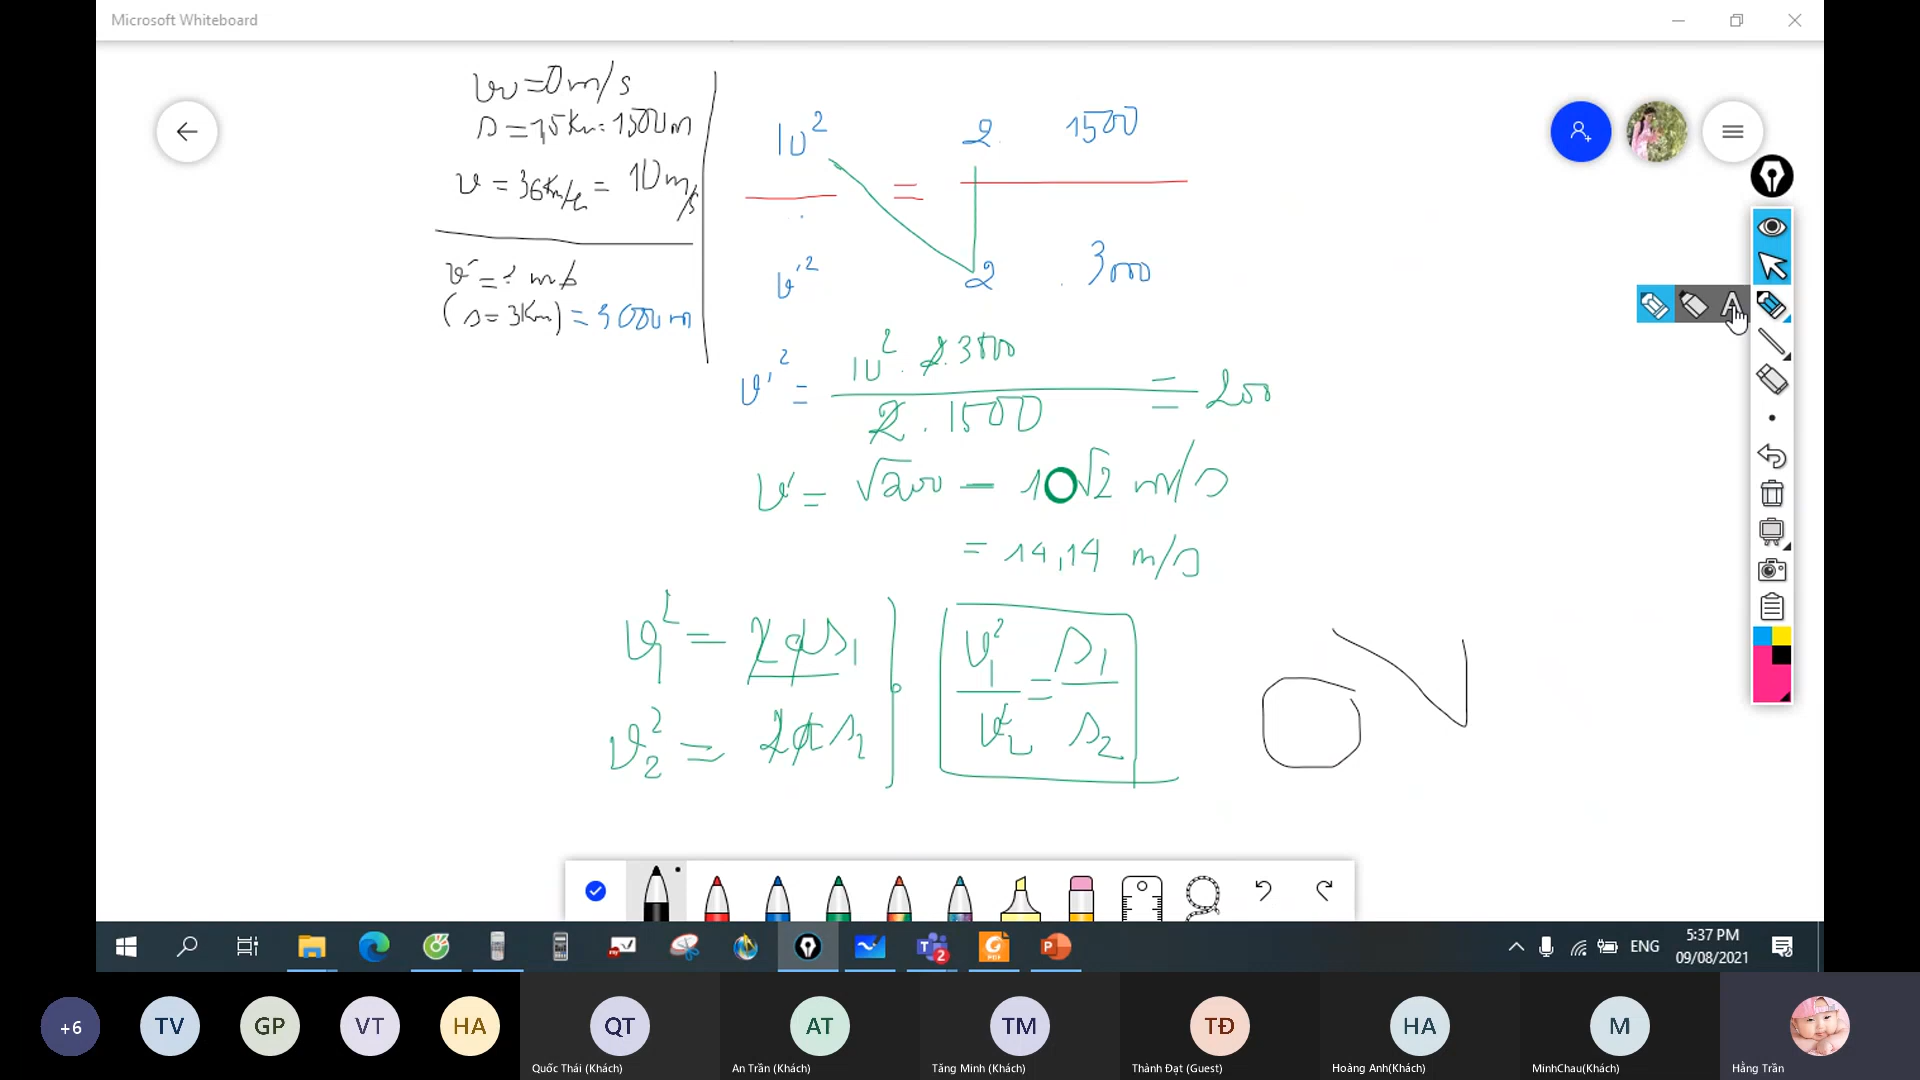 Microsoft Whiteboard
v₀ = 0 m/s
s = 1,5 Km = 1500 m
v = 36 Km/h = 10 m/s
v' = ? m/s
(s = 3 Km) = 3000 m
10² = 2 1500
v'² 2 3000
v'² = 10² . 2 . 3000 = 200
2 . 1500
v' = √200 = 10√2 m/s
= 14,14 m/s
v₁² = 2as₁
v₂² = 2as₂
v₁² = s₁
v₂² s₂
ENG
5:37 PM
09/08/2021
2
PDF
+6
TV
GP
VT
HA
QT
Quốc Thái (Khách)
AT
An Trần (Khách)
TM
Tăng Minh (Khách)
TĐ
Thành Đạt (Guest)
HA
Hoàng Anh(Khách)
M
MinhChau(Khách)
Hằng Trần